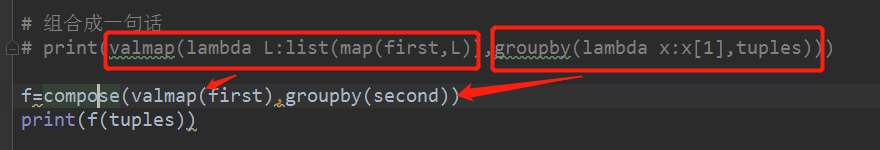 # 组合成一句话
# print(valmap(lambda L:list(map(first,L)),groupby(lambda x:x[1],tuples)))
f=compose(valmap(first),groupby(second))
print(f(tuples))